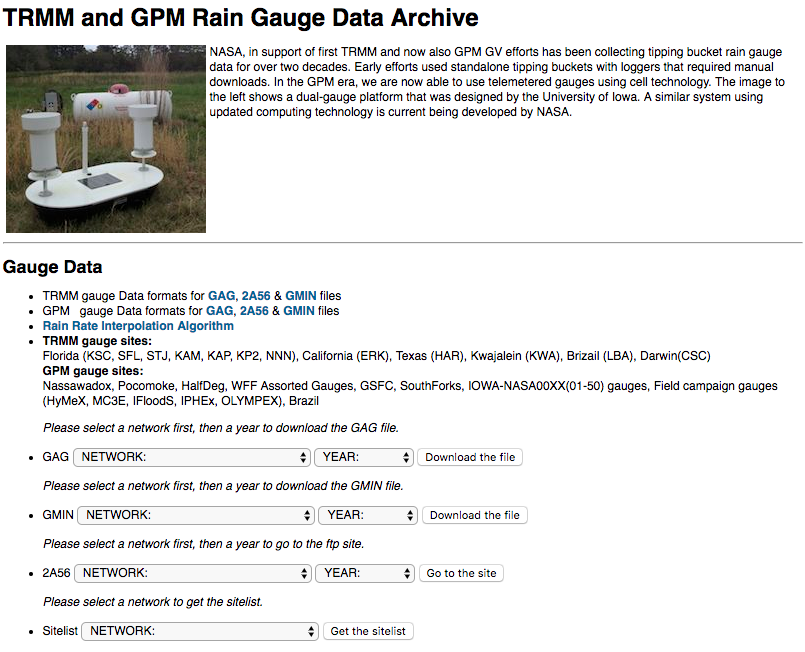 TRMM and GPM Rain Gauge Data Archive
NASA, in support of first TRMM and now also GPM GV efforts has been collecting tipping bucket rain gauge
data for over two decades. Early efforts used standalone tipping buckets with loggers that required manual
downloads. In the GPM era, we are now able to use telemetered gauges using cell technology. The image to
the left shows a dual-gauge platform that was designed by the University of Iowa. A similar system using
updated computing technology is current being developed by NASA.
Gauge Data
• TRMM gauge Data formats for GAG, 2A56 & GMIN files
• GPM gauge Data formats for GAG, 2A56 & GMIN files
• Rain Rate Interpolation Algorithm
• TRMM gauge sites:
Florida (KSC, SFL, STJ, KAM, KAP, KP2, NNN), California (ERK), Texas (HAR), Kwajalein (KWA), Brizail (LBA), Darwin(CSC)
GPM gauge sites:
Nassawadox, Pocomoke, HalfDeg, WFF Assorted Gauges, GSFC, SouthForks, IOWA-NASA00XX(01-50) gauges, Field campaign gauges
(HyMeX, MC3E, IFloodS, IPHEx, OLYMPEX), Brazil
Please select a network first, then a year to download the GAG file.
• GAG NETWORK: YEAR: Download the file
Please select a network first, then a year to download the GMIN file.
• GMIN NETWORK: YEAR: Download the file
Please select a network first, then a year to go to the ftp site.
• 2A56 NETWORK: YEAR: Go to the site
Please select a network to get the sitelist.
• Sitelist NETWORK: Get the sitelist